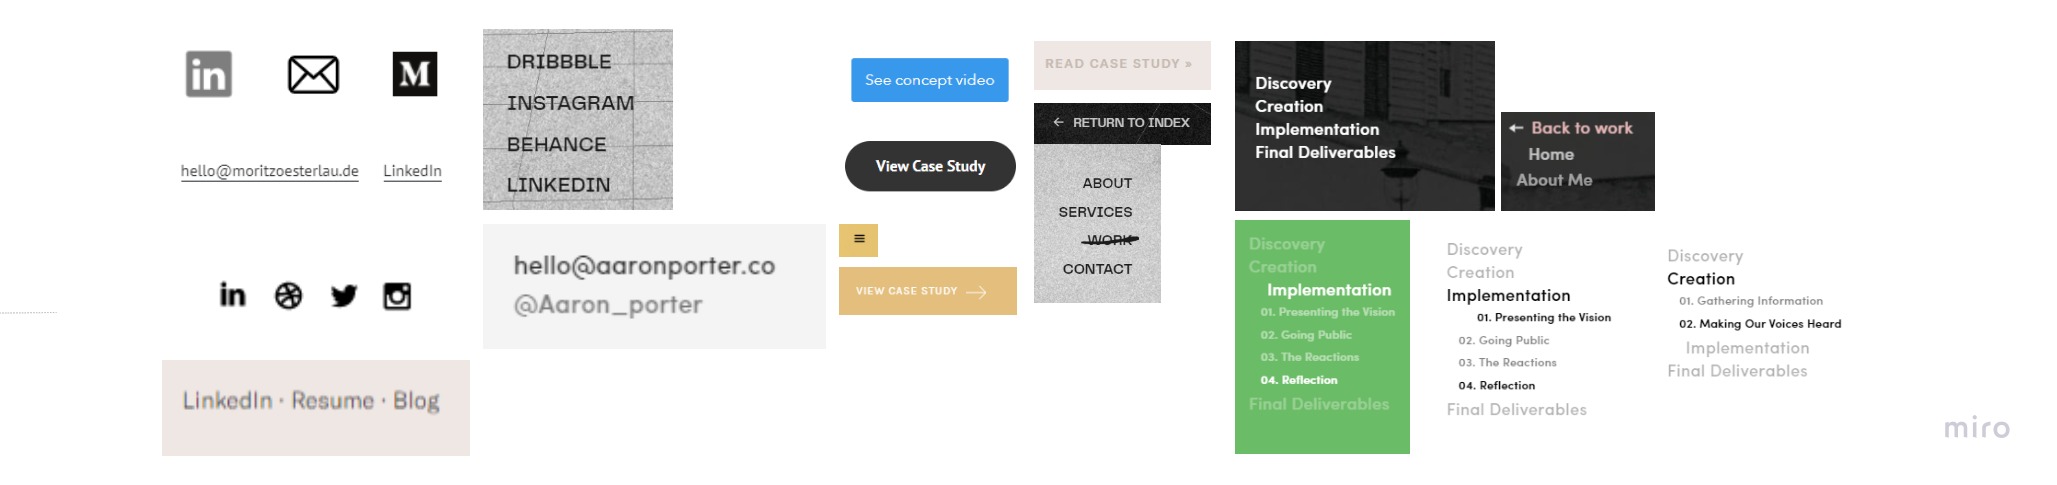 in
M
hello@moritzoesterlau.de LinkedIn
in
LinkedIn · Resume · Blog
DRIBBBLE
INSTAGRAM
BEHANCE
LINKEDIN
hello@aaronporter.co
@Aaron_porter
See concept video
View Case Study
VIEW CASE STUDY →
READ CASE STUDY »
← RETURN TO INDEX
ABOUT
SERVICES
WORK
CONTACT
Discovery
Creation
Implementation
Final Deliverables
← Back to work
Home
About Me
Discovery
Creation
Implementation
01. Presenting the Vision
02. Going Public
03. The Reactions
04. Reflection
Final Deliverables
Discovery
Creation
Implementation
01. Presenting the Vision
02. Going Public
03. The Reactions
04. Reflection
Final Deliverables
Discovery
Creation
01. Gathering Information
02. Making Our Voices Heard
Implementation
Final Deliverables
miro